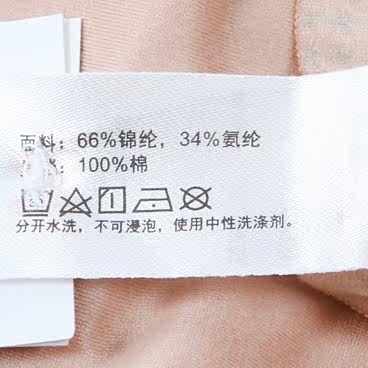 面料：66%锦纶，34%氨纶
：100%棉
分开水洗，不可浸泡，使用中性洗涤剂。